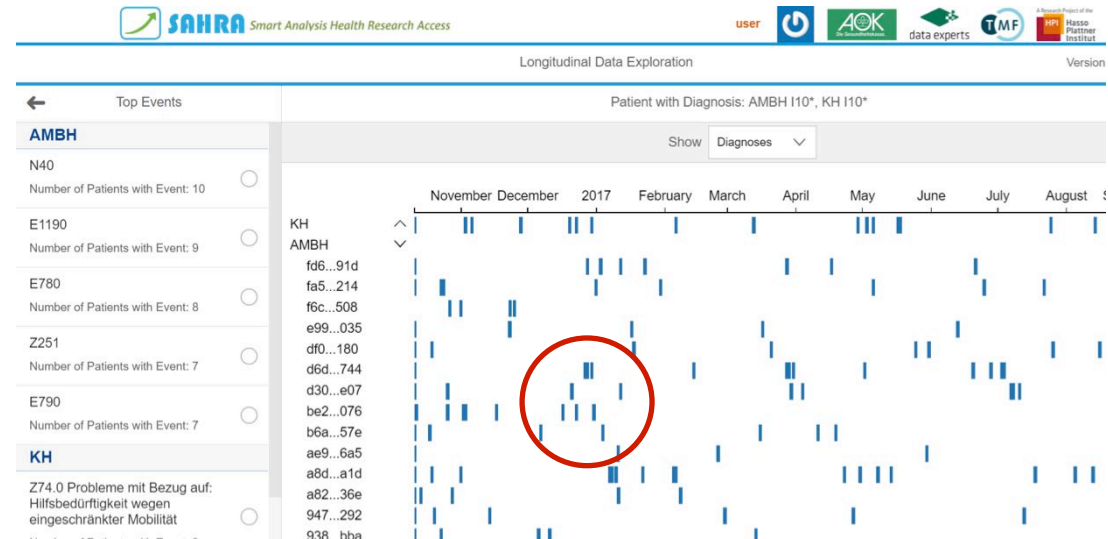 SAHRA Smart Analysis Health Research Access
user
AOK
Die Gesundheitskasse.
data experts
TMF
A Research Project of the
HPI Hasso
Plattner
Institut
Longitudinal Data Exploration
Version
Top Events
Patient with Diagnosis: AMBH I10*, KH I10*
AMBH
Show Diagnoses
N40
Number of Patients with Event: 10
E1190
Number of Patients with Event: 9
E780
Number of Patients with Event: 8
Z251
Number of Patients with Event: 7
E790
Number of Patients with Event: 7
KH
Z74.0 Probleme mit Bezug auf:
Hilfsbedürftigkeit wegen
eingeschränkter Mobilität
November December 2017 February March April May June July August S
KH
AMBH
fd6...91d
fa5...214
f6c...508
e99...035
df0...180
d6d...744
d30...e07
be2...076
b6a...57e
ae9...6a5
a8d...a1d
a82...36e
947...292
938...bba